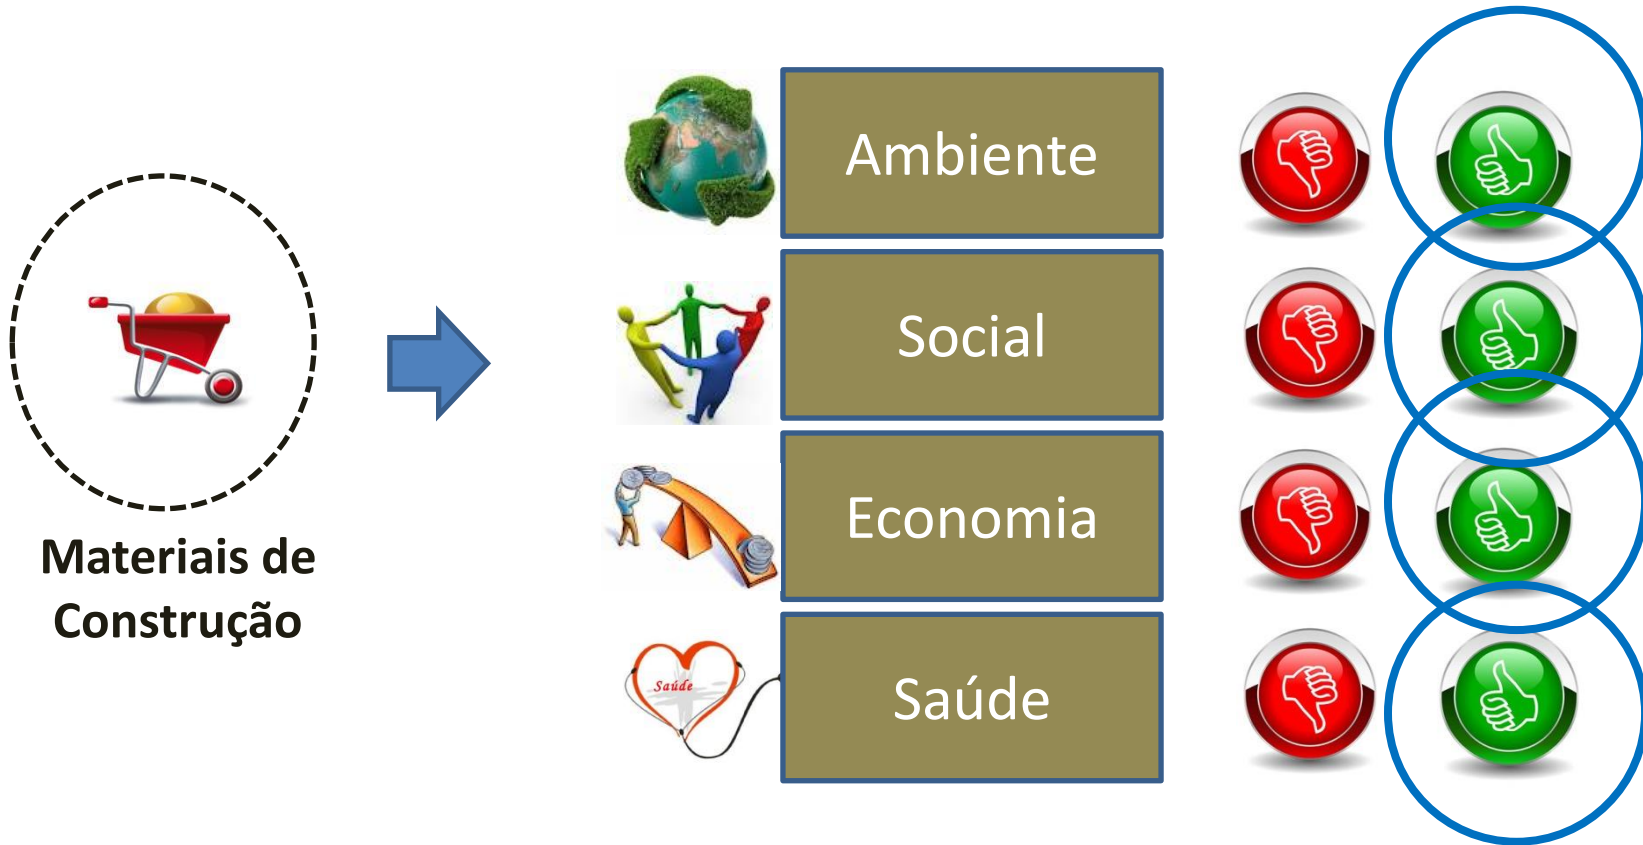 Materiais de
Construção
Ambiente
Social
Economia
Saúde
Saúde